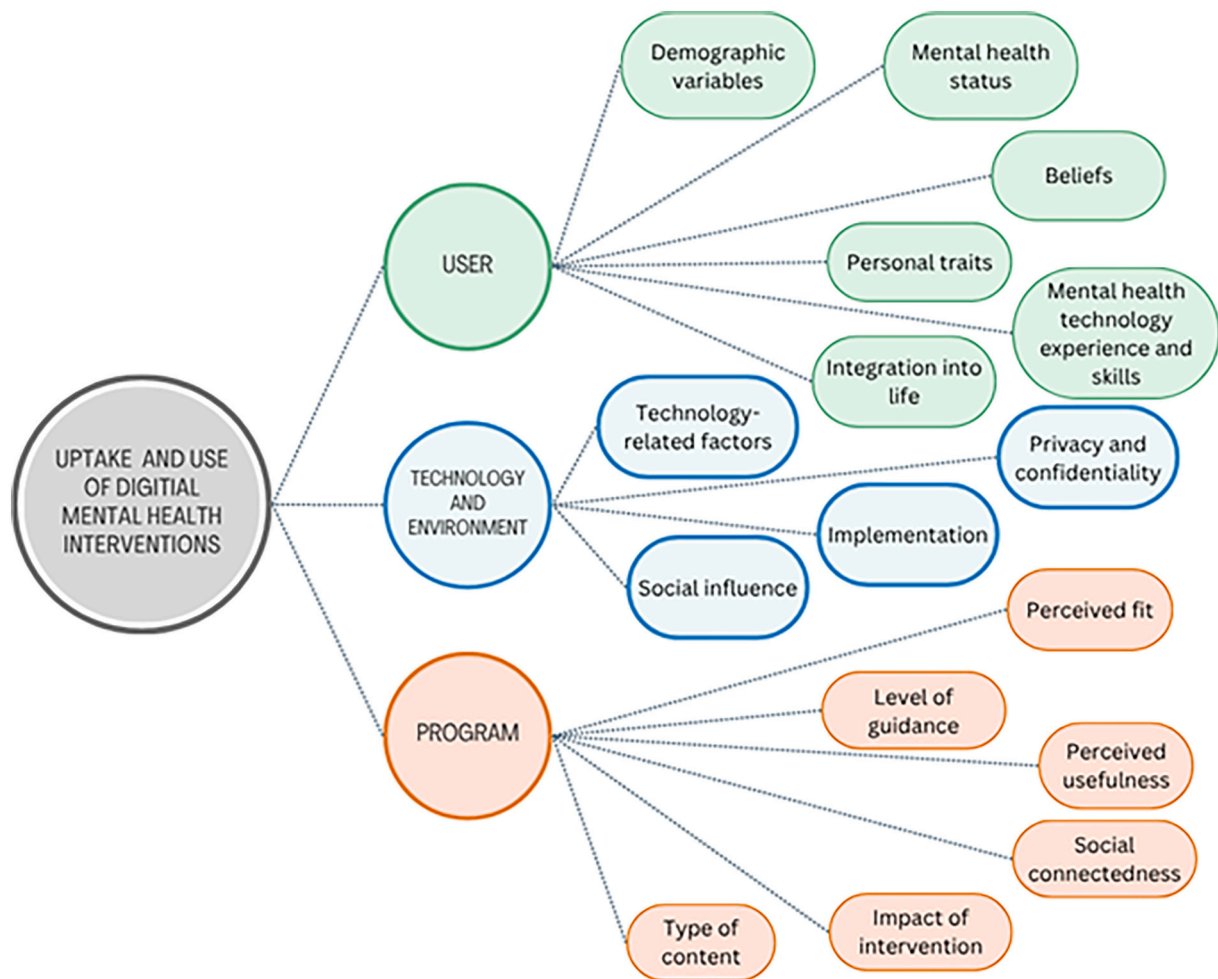 Demographic
variables
Mental health
status
Beliefs
USER
Personal traits
Mental health
technology
experience and
skills
Integration into
life
UPTAKE AND USE
OF DIGITIAL
MENTAL HEALTH
INTERVENTIONS
TECHNOLOGY
AND
ENVIRONMENT
Technology-
related factors
Privacy and
confidentiality
Implementation
Social influence
PROGRAM
Perceived fit
Level of
guidance
Perceived
usefulness
Social
connectedness
Impact of
intervention
Type of
content